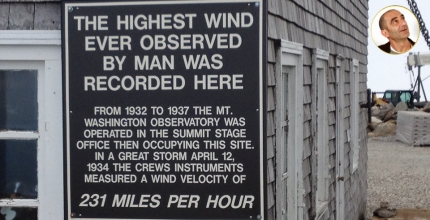 THE HIGHEST WIND
EVER OBSERVED
BY MAN WAS
RECORDED HERE
FROM 1932 TO 1937 THE MT.
WASHINGTON OBSERVATORY WAS
OPERATED IN THE SUMMIT STAGE
OFFICE THEN OCCUPYING THIS SITE.
IN A GREAT STORM APRIL 12,
1934 THE CREWS INSTRUMENTS
MEASURED A WIND VELOCITY OF
231 MILES PER HOUR